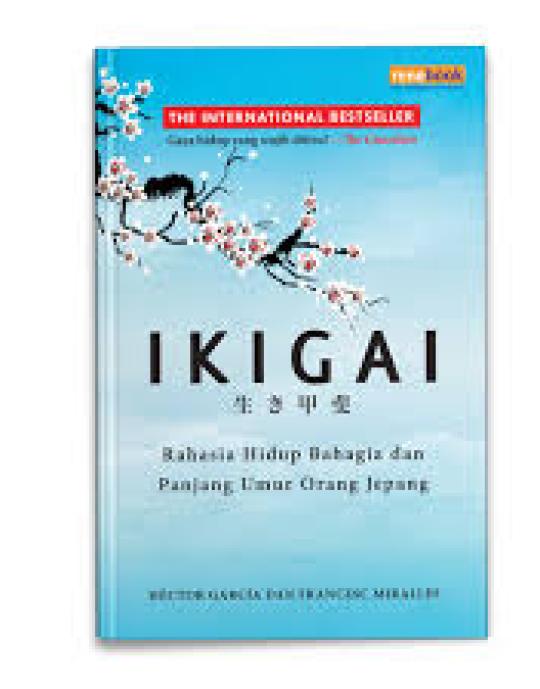 renebook
THE INTERNATIONAL BESTSELLER
Gaya hidup yang wajib ditiru! - The Guardian
IKIGAI
生き甲斐
Rahasia Hidup Bahagia dan
Panjang Umur Orang Jepang
HÉCTOR GARCÍA DAN FRANCESC MIRALLES